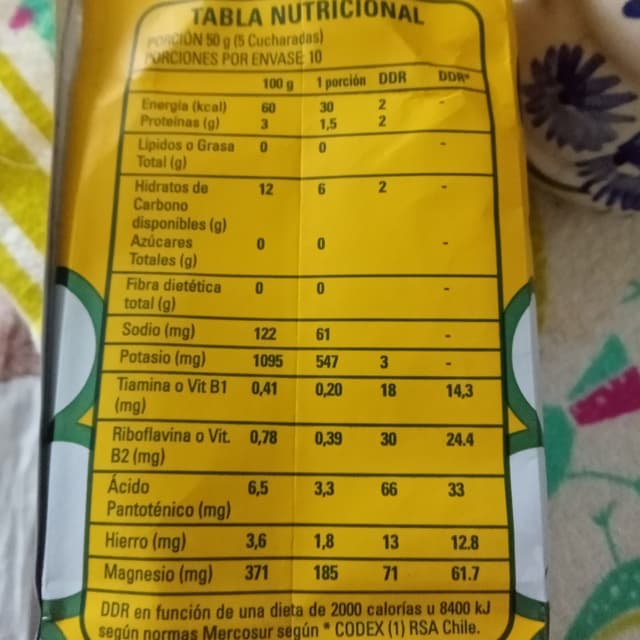 TABLA NUTRICIONAL
PORCIÓN 50 g (5 Cucharadas)
PORCIONES POR ENVASE 10
100 g 1 porción DDR DDR*
Energía (kcal) 60 30 2 -
Proteinas (g) 3 1,5 2
Lípidos o Grasa 0 0 -
Total (g)
Hidratos de 12 6 2 -
Carbono
disponibles (g)
Azúcares 0 0 -
Totales (g)
Fibra dietética 0 0 -
total (g)
Sodio (mg) 122 61 -
Potasio (mg) 1095 547 3 -
Tiamina o Vit B1 0,41 0,20 18 14,3
(mg)
Riboflavina o Vit. 0,78 0,39 30 24.4
B2 (mg)
Ácido 6,5 3,3 66 33
Pantoténico (mg)
Hierro (mg) 3,6 1,8 13 12.8
Magnesio (mg) 371 185 71 61.7
DDR en función de una dieta de 2000 calorías u 8400 kJ
según normas Mercosur según * CODEX (1) RSA Chile.